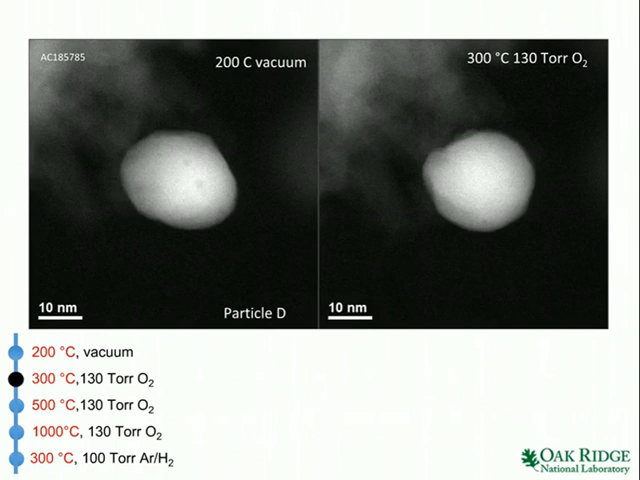 AC185785
200 C vacuum
300 °C 130 Torr O₂
10 nm
Particle D
10 nm
200 °C, vacuum
300 °C,130 Torr O₂
500 °C,130 Torr O₂
1000°C, 130 Torr O₂
300 °C, 100 Torr Ar/H₂
OAK RIDGE
National Laboratory